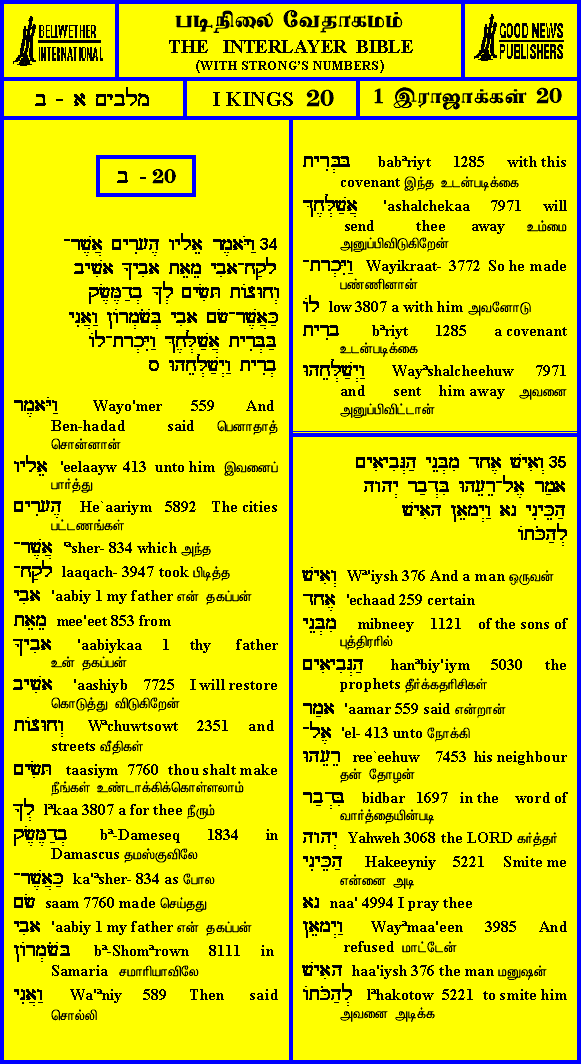 BELLWETHER
INTERNATIONAL
படிநிலை வேதாகமம்
THE INTERLAYER BIBLE
(WITH STRONG'S NUMBERS)
GOOD NEWS
PUBLISHERS
מלבים א - ב
I KINGS 20
1 இராஜாக்கள் 20
ב - 20
34 וַיֹּאמֶר אֵלָיו הֶעָרִים אֲשֶׁר־
לָקַח־אָבִי מֵאֵת אָבִיךָ אָשִׁיב
וְחוּצוֹת תָּשִׂים לְךָ בְדַמֶּשֶׂק
כַּאֲשֶׁר־שָׂם אָבִי בְּשֹׁמְרוֹן וַאֲנִי
בַּבְּרִית אֲשַׁלְּחֶךָּ וַיִּכְרָת־לוֹ
בְרִית וַיְשַׁלְּחֵהוּ ס
וַיֹּאמֶר Wayo'mer 559 And
Ben-hadad said பெனாதாத்
சொன்னான்
אֵלָיו 'eelaayw 413 unto him இவனைப்
பார்த்து
הֶעָרִים He`aariym 5892 The cities
பட்டணங்கள்
אֲשֶׁר־ ªsher- 834 which அந்த
לָקַח־ laaqach- 3947 took பிடித்த
אָבִי 'aabiy 1 my father என் தகப்பன்
מֵאֵת mee'eet 853 from
אָבִיךָ 'aabiykaa 1 thy father
உன் தகப்பன்
אָשִׁיב 'aashiyb 7725 I will restore
கொடுத்து விடுகிறேன்
וְחוּצוֹת Wªchuwtsowt 2351 and
streets வீதிகள்
תָּשִׂים taasiym 7760 thou shalt make
நீங்கள் உண்டாக்கிக்கொள்ளலாம்
לְךָ lªkaa 3807 a for thee நீரும்
בְדַמֶּשֶׂק bª-Dameseq 1834 in
Damascus தமஸ்குவிலே
כַּאֲשֶׁר־ ka'ªsher- 834 as போல
שָׂם saam 7760 made செய்தது
אָבִי 'aabiy 1 my father என் தகப்பன்
בְּשֹׁמְרוֹן bª-Shomªrown 8111 in
Samaria சமாரியாவிலே
וַאֲנִי Wa'ªniy 589 Then said
சொல்லி
בַּבְּרִית babªriyt 1285 with this
covenant இந்த உடன்படிக்கை
אֲשַׁלְּחֶךָּ 'ashalchekaa 7971 will
send thee away உம்மை
அனுப்பிவிடுகிறேன்
וַיִּכְרָת־ Wayikraat- 3772 So he made
பண்ணினான்
לוֹ low 3807 a with him அவனோடு
בְרִית bªriyt 1285 a covenant
உடன்படிக்கை
וַיְשַׁלְּחֵהוּ Wayªshalcheehuw 7971
and sent him away அவனை
அனுப்பிவிட்டான்
35 וְאִישׁ אֶחָד מִבְּנֵי הַנְּבִיאִים
אָמַר אֶל־רֵעֵהוּ בִּדְבַר יְהוָה
הַכֵּינִי נָא וַיְמָאֵן הָאִישׁ
לְהַכֹּתוֹ
וְאִישׁ Wª'iysh 376 And a man ஒருவன்
אֶחָד 'echaad 259 certain
מִבְּנֵי mibneey 1121 of the sons of
புத்திரரில்
הַנְּבִיאִים hanªbiy'iym 5030 the
prophets தீர்க்கதரிசிகள்
אָמַר 'aamar 559 said என்றான்
אֶל־ 'el- 413 unto நோக்கி
רֵעֵהוּ ree`eehuw 7453 his neighbour
தன் தோழன்
בִּדְבַר bidbar 1697 in the word of
வார்த்தையின்படி
יְהוָה Yahweh 3068 the LORD கர்த்தர்
הַכֵּינִי Hakeeyniy 5221 Smite me
என்னை அடி
נָא naa' 4994 I pray thee
וַיְמָאֵן Wayªmaa'een 3985 And
refused மாட்டேன்
הָאִישׁ haa'iysh 376 the man மனுஷன்
לְהַכֹּתוֹ lªhakotow 5221 to smite him
அவனை அடிக்க